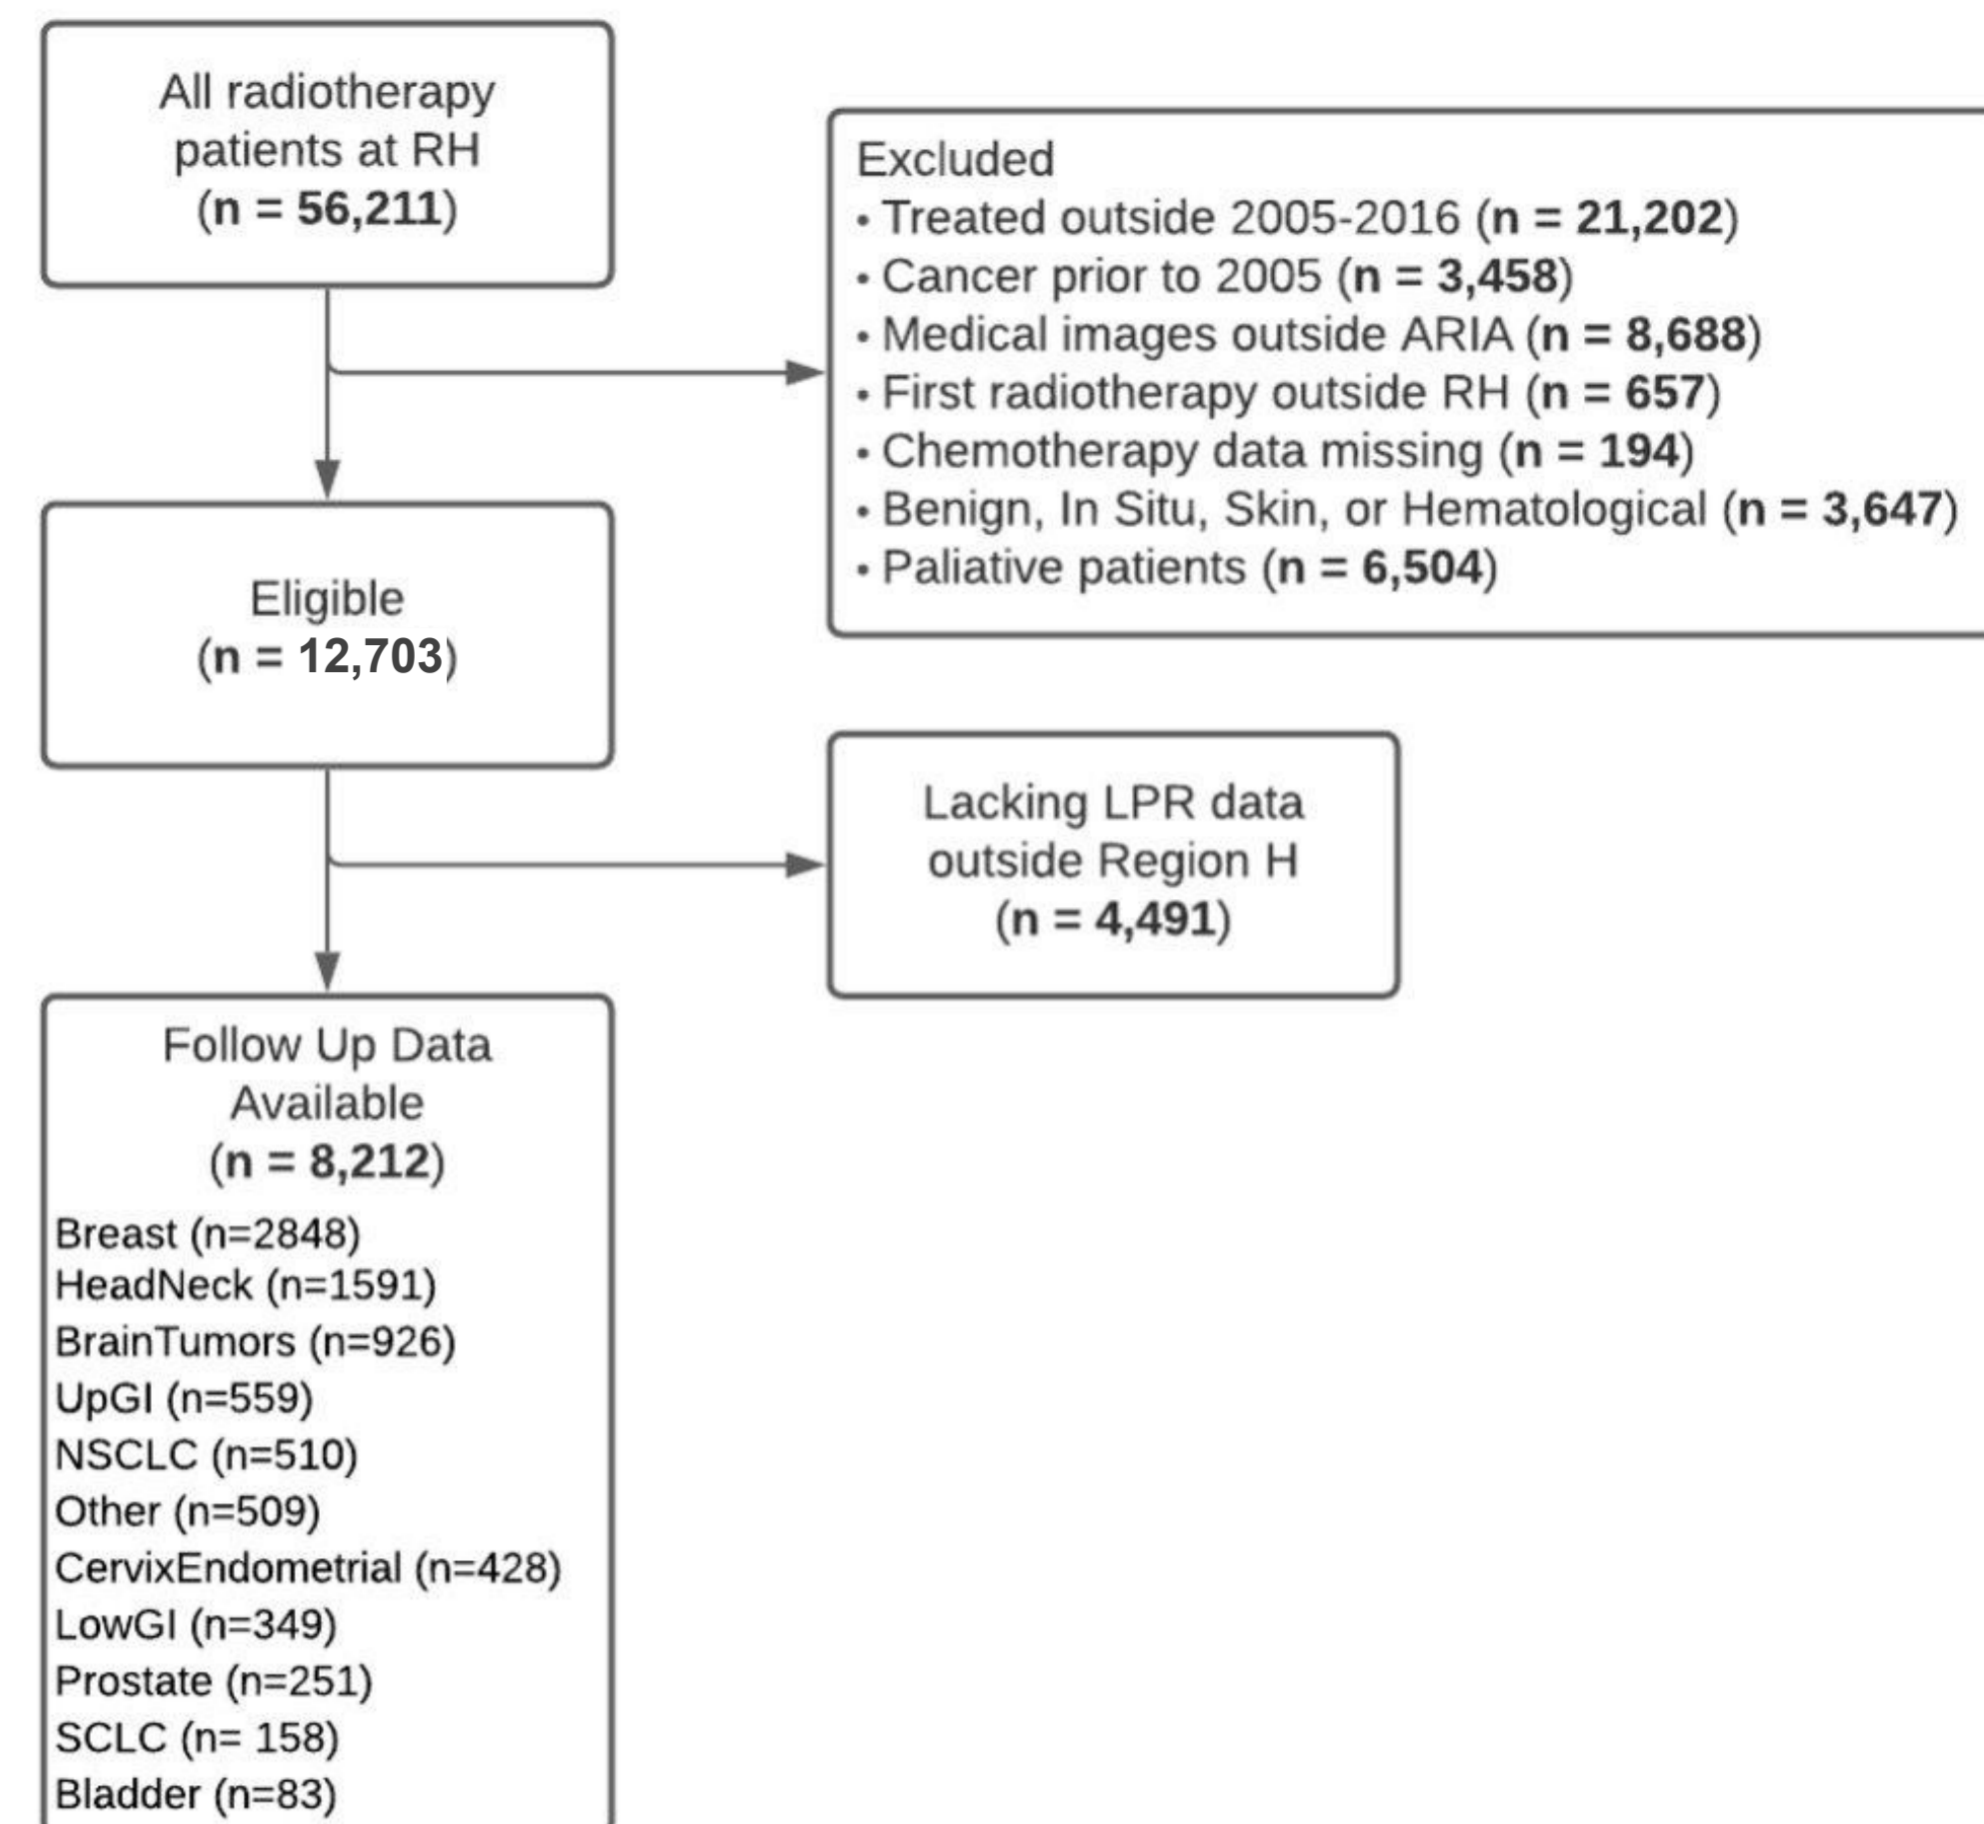 All radiotherapy
patients at RH
(n = 56,211)
Excluded
• Treated outside 2005-2016 (n = 21,202)
• Cancer prior to 2005 (n = 3,458)
• Medical images outside ARIA (n = 8,688)
• First radiotherapy outside RH (n = 657)
• Chemotherapy data missing (n = 194)
• Benign, In Situ, Skin, or Hematological (n = 3,647)
• Paliative patients (n = 6,504)
Eligible
(n = 12,703)
Lacking LPR data
outside Region H
(n = 4,491)
Follow Up Data
Available
(n = 8,212)
Breast (n=2848)
HeadNeck (n=1591)
BrainTumors (n=926)
UpGI (n=559)
NSCLC (n=510)
Other (n=509)
CervixEndometrial (n=428)
LowGI (n=349)
Prostate (n=251)
SCLC (n= 158)
Bladder (n=83)